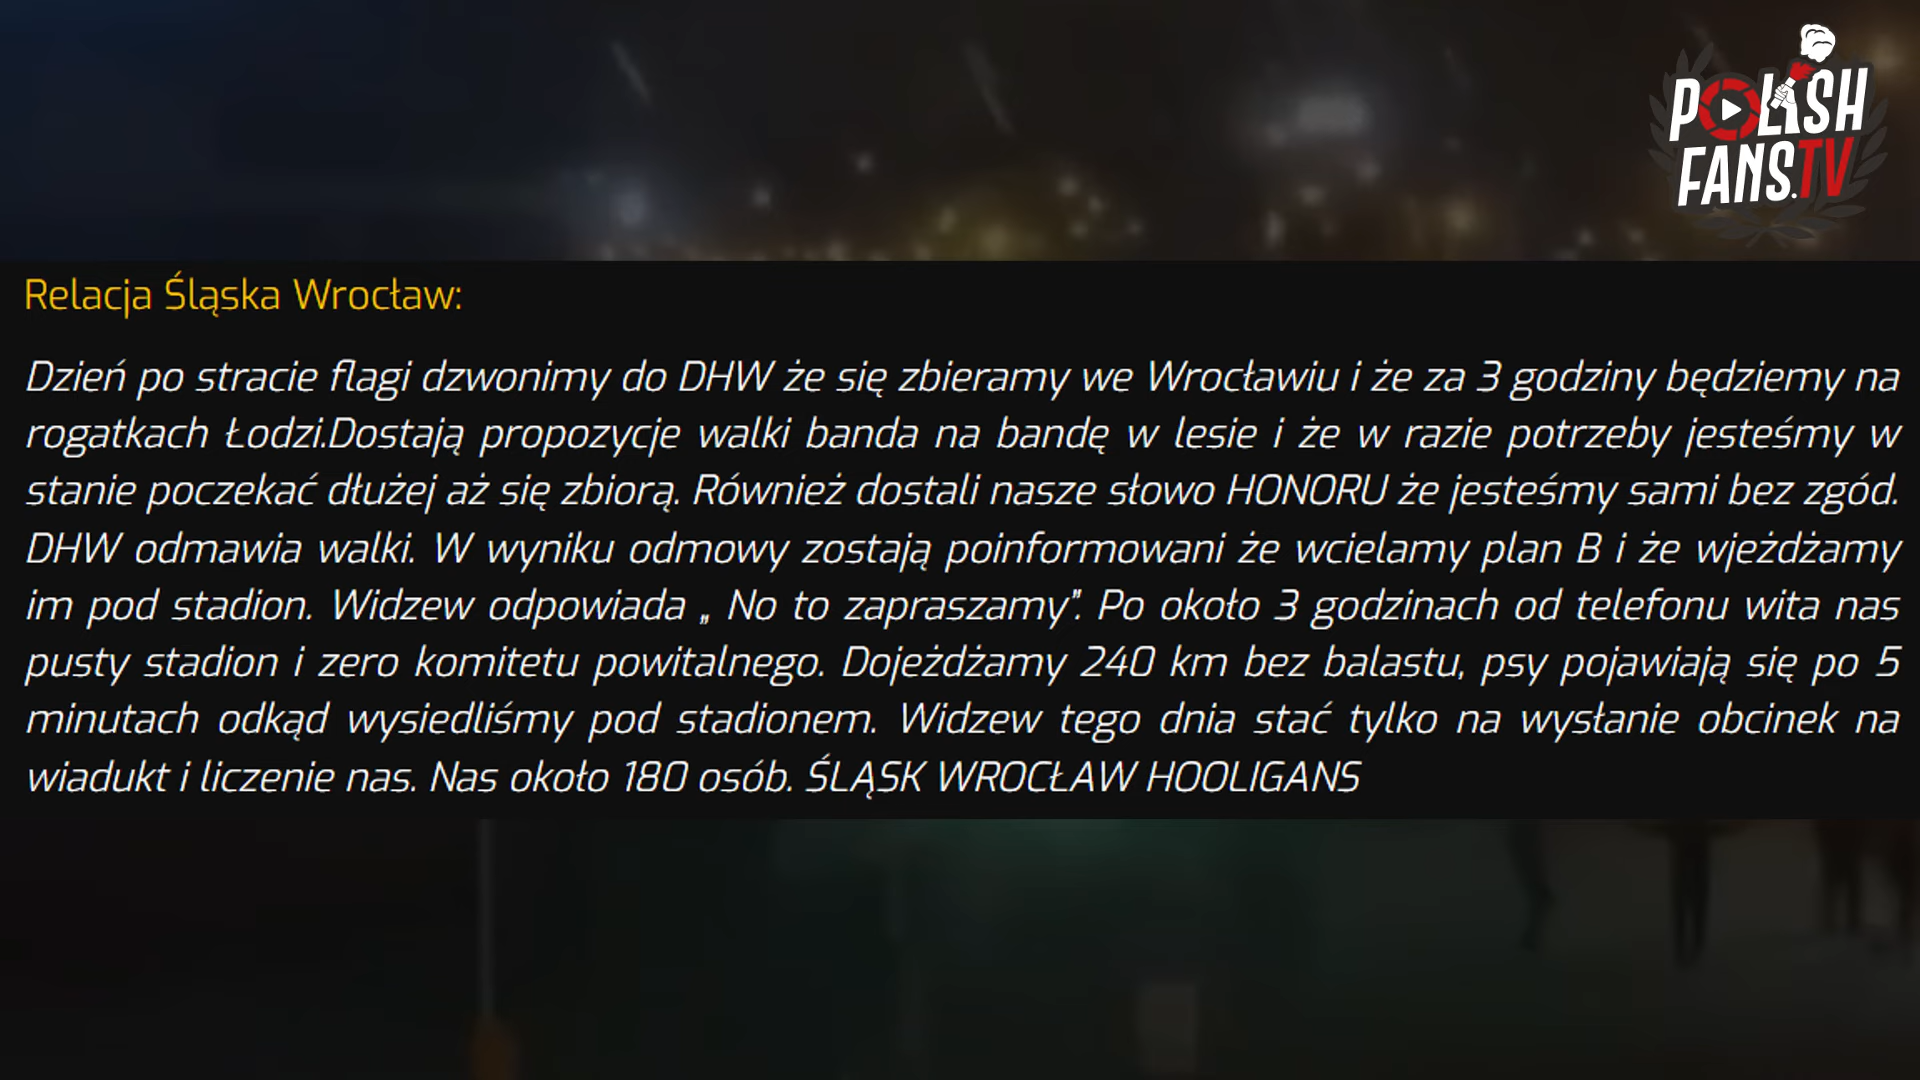 POLISH
FANS.TV
Relacja Śląska Wrocław:
Dzień po stracie flagi dzwonimy do DHW że się zbieramy we Wrocławiu i że za 3 godziny będziemy na
rogatkach Łodzi.Dostają propozycje walki banda na bandę w lesie i że w razie potrzeby jesteśmy w
stanie poczekać dłużej aż się zbiorą. Również dostali nasze słowo HONORU że jesteśmy sami bez zgód.
DHW odmawia walki. W wyniku odmowy zostają poinformowani że wcielamy plan B i że wjeżdżamy
im pod stadion. Widzew odpowiada „ No to zapraszamy”. Po około 3 godzinach od telefonu wita nas
pusty stadion i zero komitetu powitalnego. Dojeżdżamy 240 km bez balastu, psy pojawiają się po 5
minutach odkąd wysiedliśmy pod stadionem. Widzew tego dnia stać tylko na wysłanie obcinek na
wiadukt i liczenie nas. Nas około 180 osób. ŚLĄSK WROCŁAW HOOLIGANS